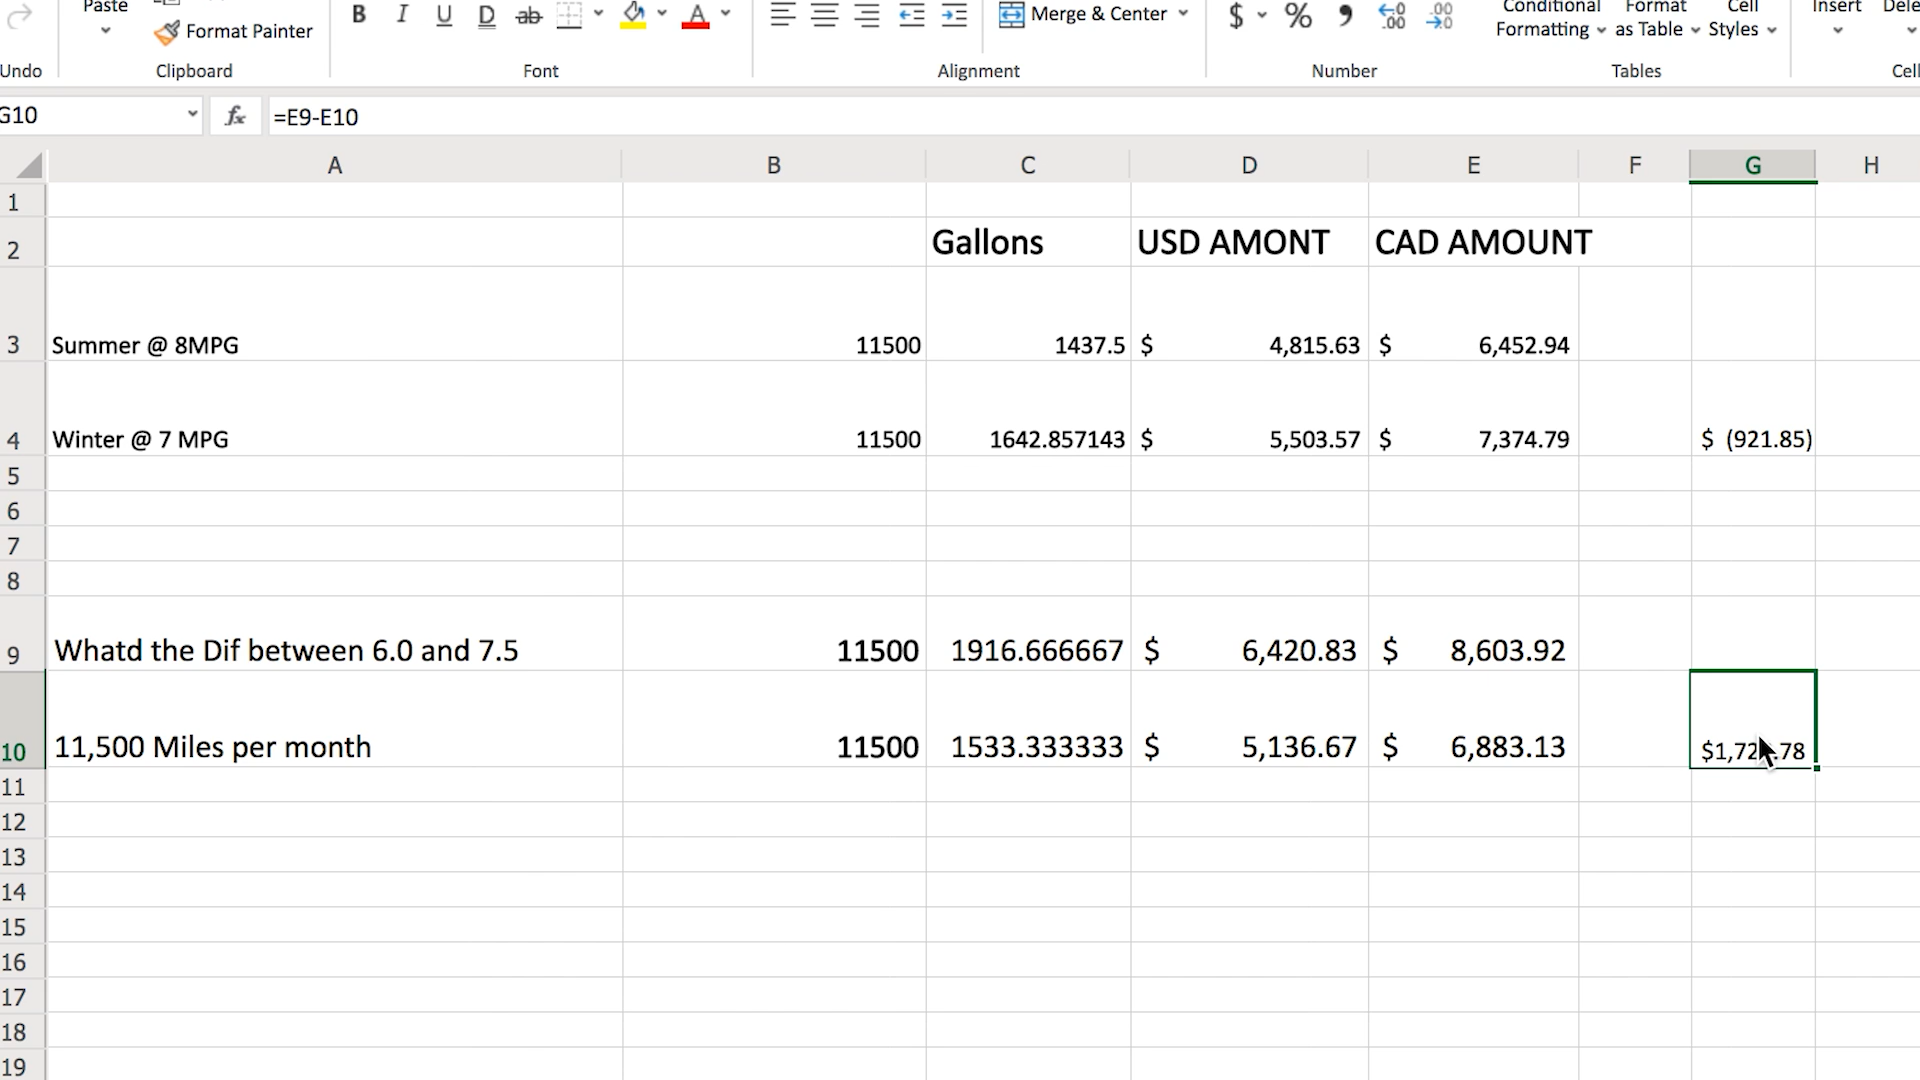 Paste
Format Painter
B I U D ab A
Merge & Center
$ % , .00 .00
Conditional Formatting
Format as Table
Cell Styles
Insert
Undo Clipboard Font Alignment Number Tables
G10 fx =E9-E10
A B C D E F G H
1
2 Gallons USD AMONT CAD AMOUNT
3 Summer @ 8MPG 11500 1437.5 $ 4,815.63 $ 6,452.94
4 Winter @ 7 MPG 11500 1642.857143 $ 5,503.57 $ 7,374.79 $ (921.85)
5
6
7
8
9 Whatd the Dif between 6.0 and 7.5 11500 1916.666667 $ 6,420.83 $ 8,603.92
10 11,500 Miles per month 11500 1533.333333 $ 5,136.67 $ 6,883.13
11
12
13
14
15
16
17
18
19